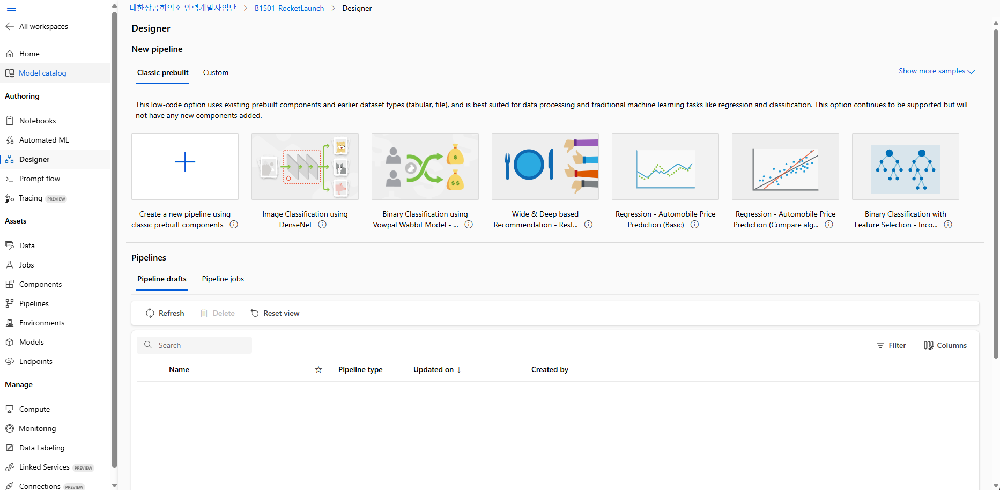 대한상공회의소 인력개발사업단 > B1501-RocketLaunch > Designer
All workspaces
Home
Model catalog
Authoring
Notebooks
Automated ML
Designer
Prompt flow
Tracing PREVIEW
Assets
Data
Jobs
Components
Pipelines
Environments
Models
Endpoints
Manage
Compute
Monitoring
Data Labeling
Linked Services PREVIEW
Connections PREVIEW
Designer
New pipeline
Classic prebuilt Custom
Show more samples
This low-code option uses existing prebuilt components and earlier dataset types (tabular, file), and is best suited for data processing and traditional machine learning tasks like regression and classification. This option continues to be supported but will
not have any new components added.
$
$ $
Create a new pipeline using
classic prebuilt components
Image Classification using
DenseNet
Binary Classification using
Vowpal Wabbit Model - ...
Wide & Deep based
Recommendation - Rest...
Regression - Automobile Price
Prediction (Basic)
Regression - Automobile Price
Prediction (Compare alg...
Binary Classification with
Feature Selection - Inco...
Pipelines
Pipeline drafts Pipeline jobs
Refresh Delete Reset view
Search
Filter Columns
Name Pipeline type Updated on ↓ Created by